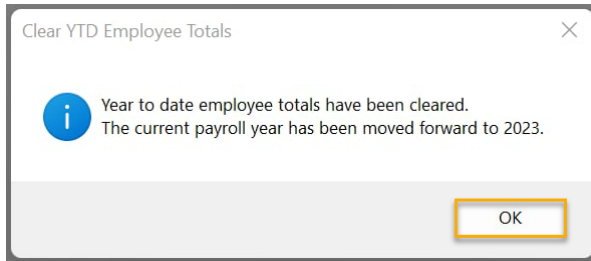 Clear YTD Employee Totals
Year to date employee totals have been cleared.
The current payroll year has been moved forward to 2023.
OK